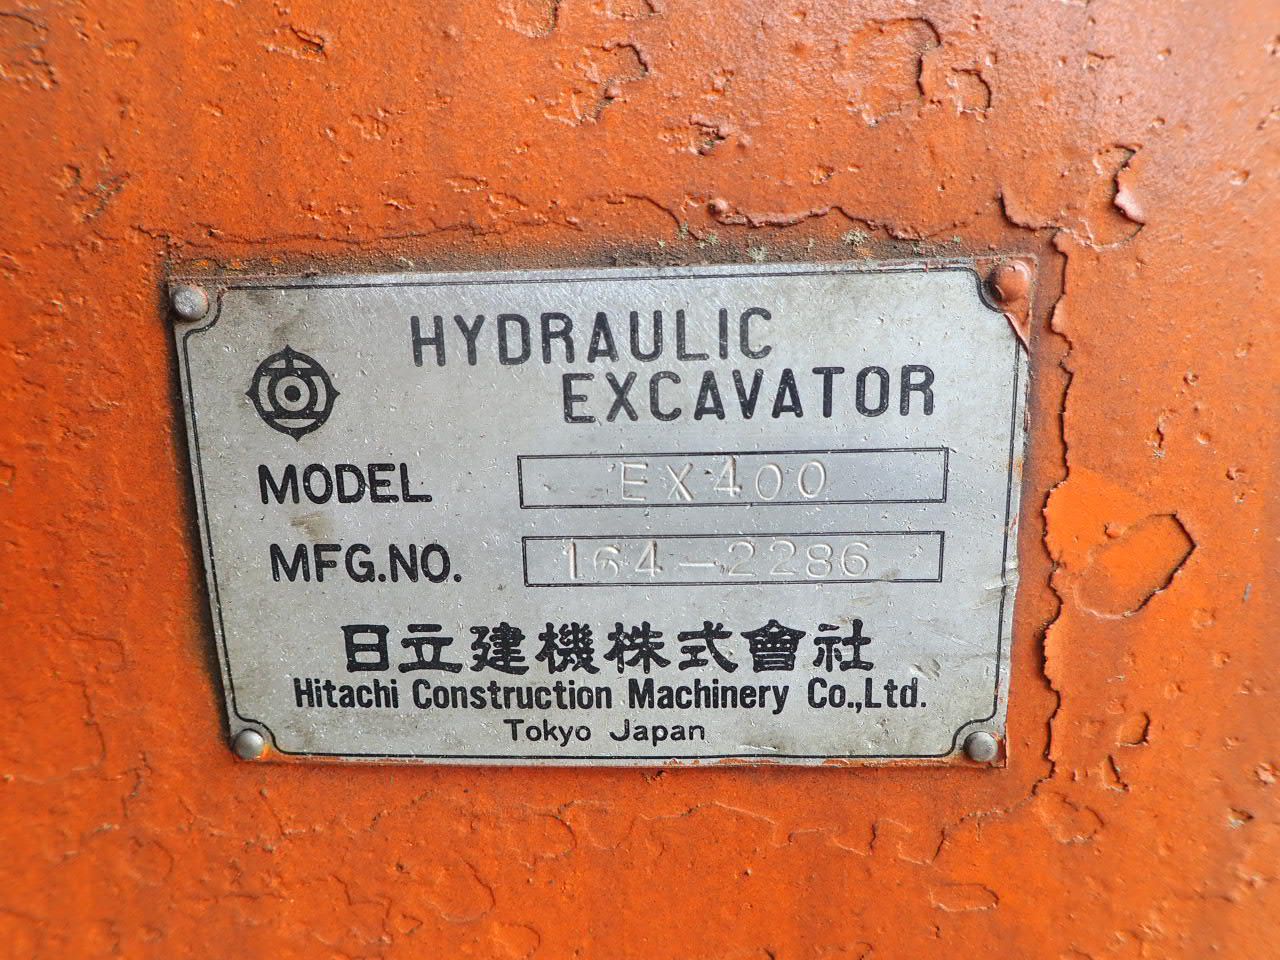 HYDRAULIC
EXCAVATOR
MODEL EX400
MFG.NO. 164-2286
日立建機株式會社
Hitachi Construction Machinery Co.,Ltd.
Tokyo Japan